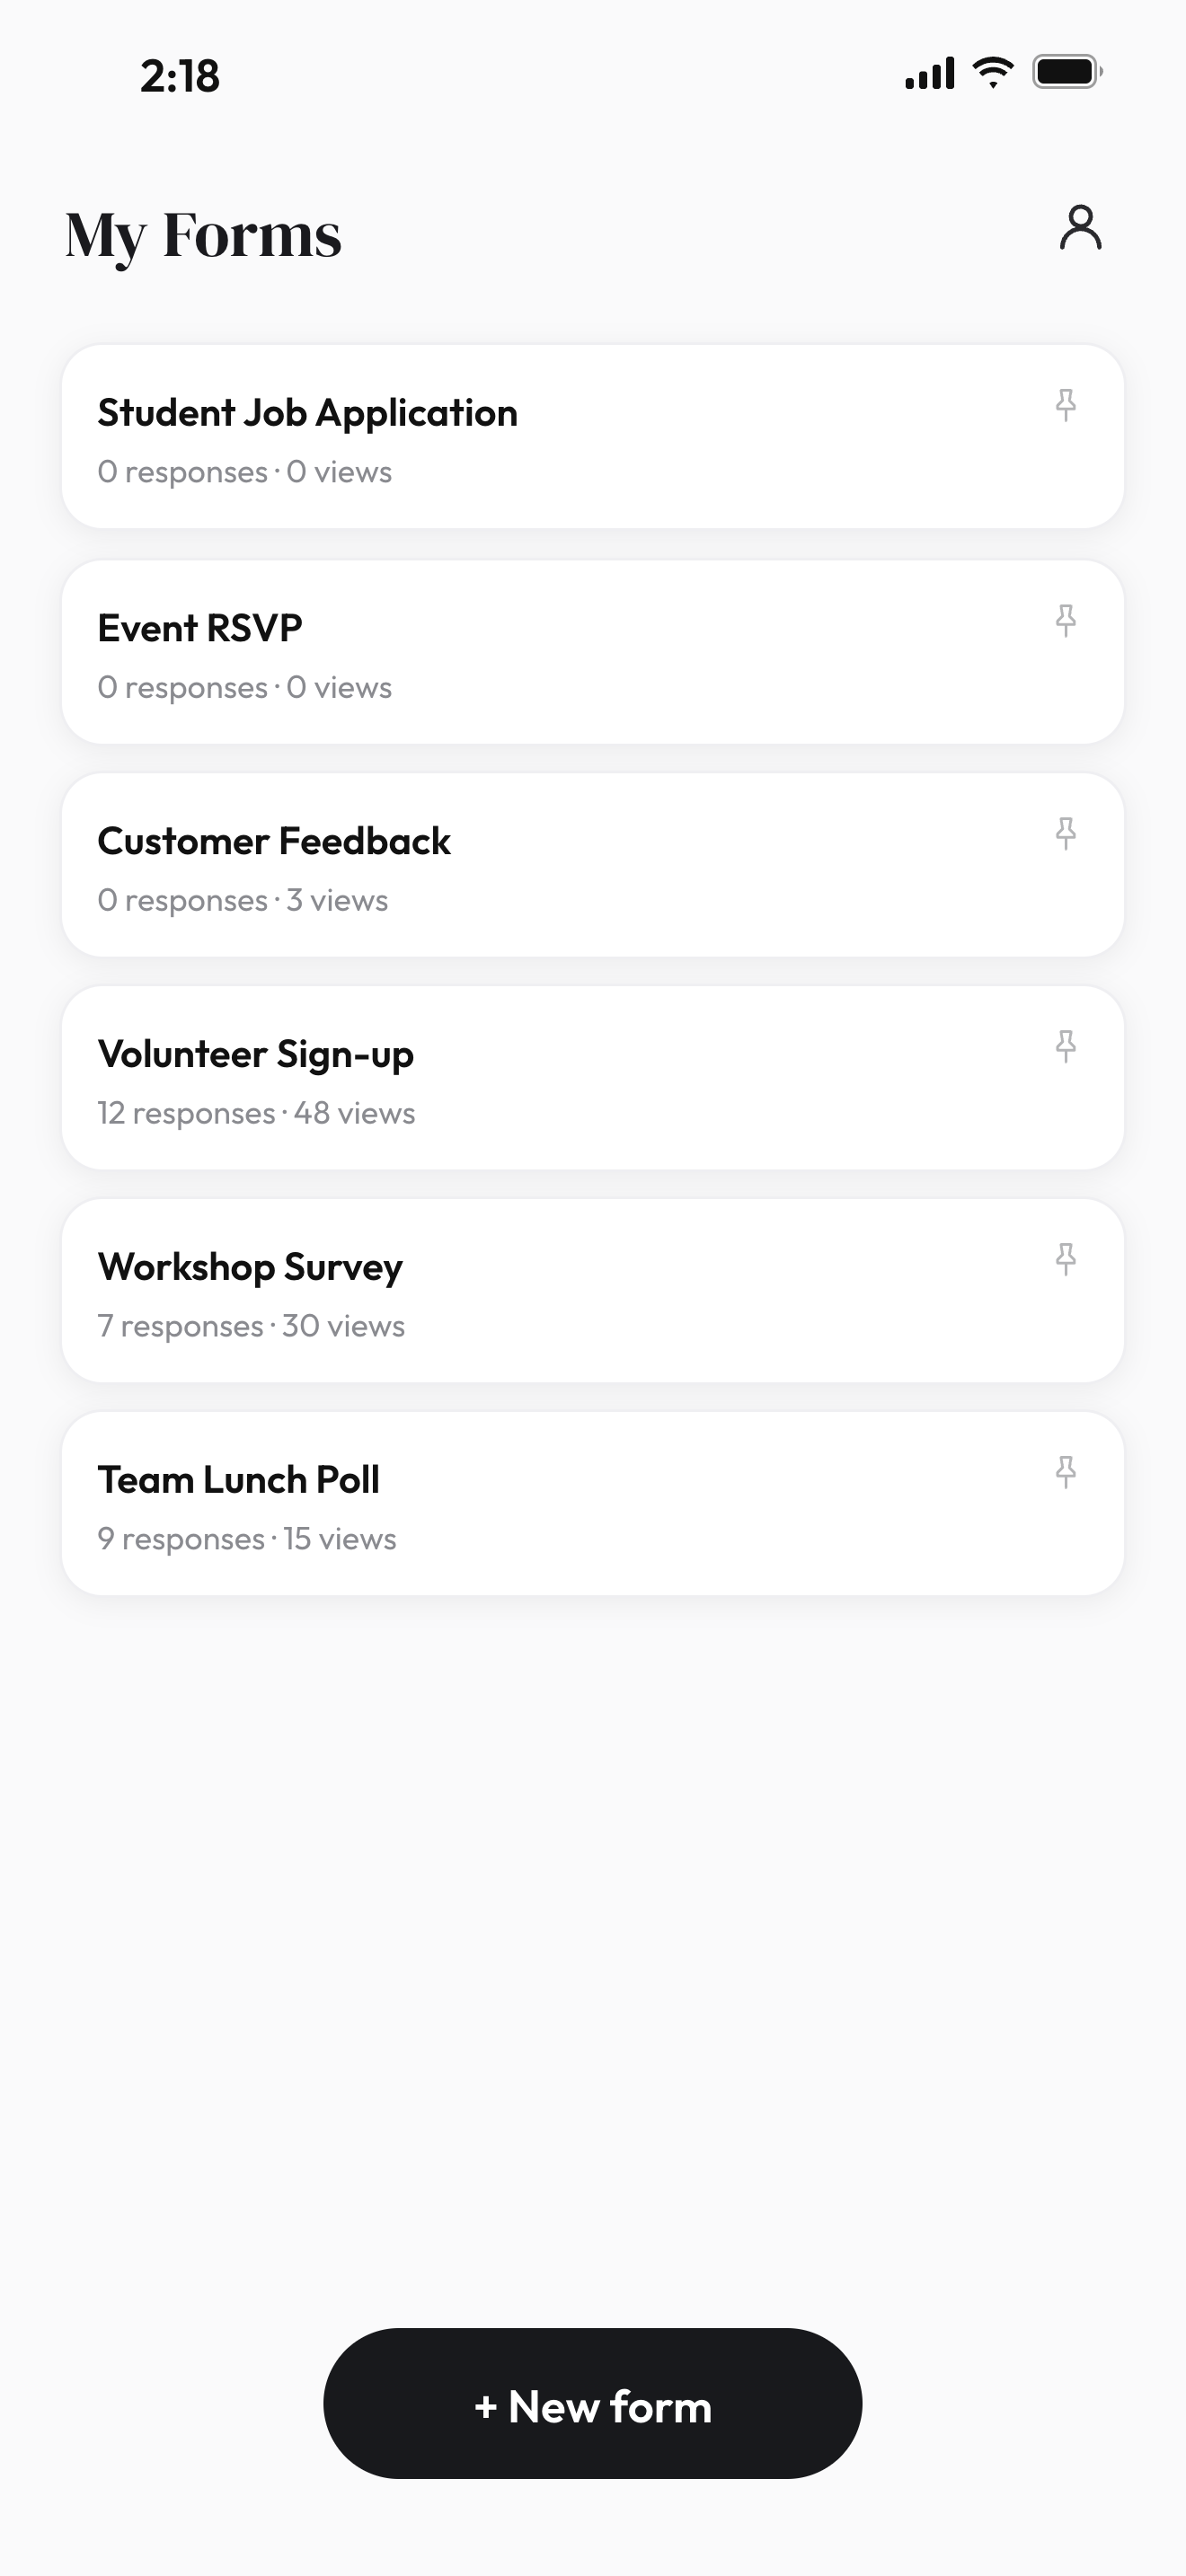 2:18
My Forms
Student Job Application
0 responses · 0 views
Event RSVP
0 responses · 0 views
Customer Feedback
0 responses · 3 views
Volunteer Sign-up
12 responses · 48 views
Workshop Survey
7 responses · 30 views
Team Lunch Poll
9 responses · 15 views
+ New form